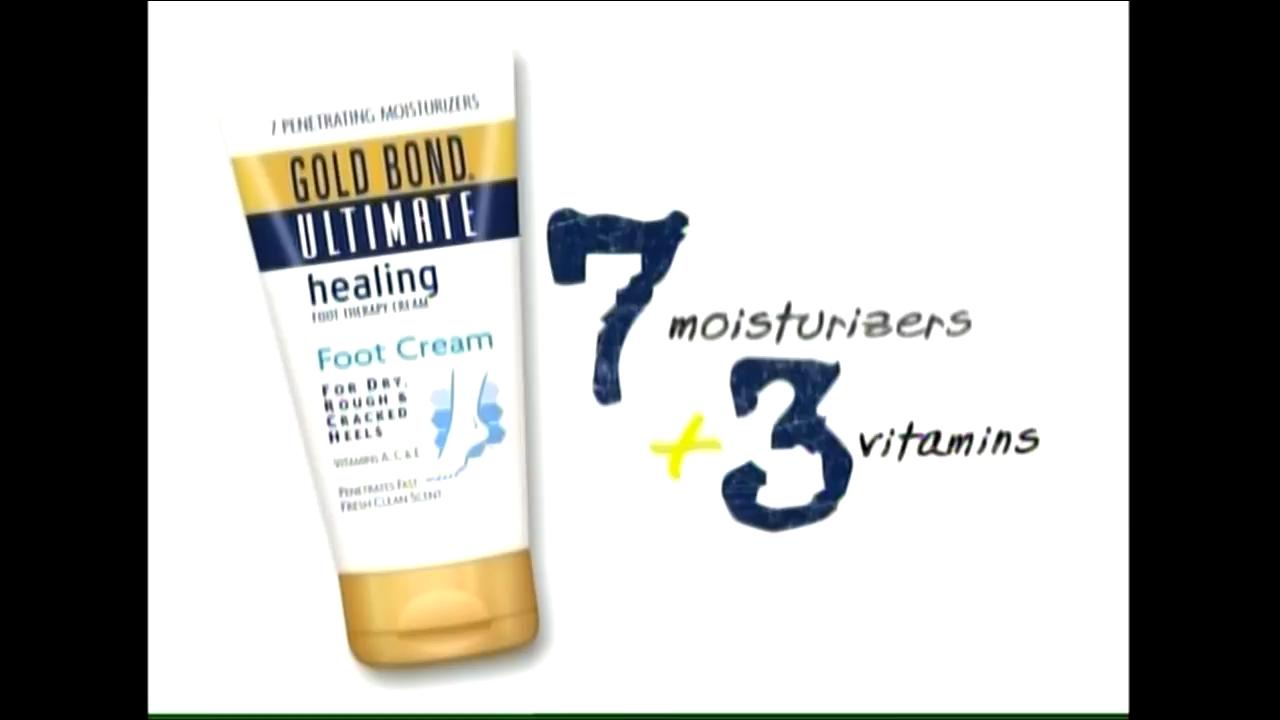 7 PENETRATING MOISTURIZERS
GOLD BOND®
ULTIMATE
healing
FOOT THERAPY CREAM
Foot Cream
FOR DRY,
ROUGH &
CRACKED
HEELS
VITAMINS A, C & E
PENETRATES FAST
FRESH CLEAN SCENT
7 moisturizers
+3 vitamins